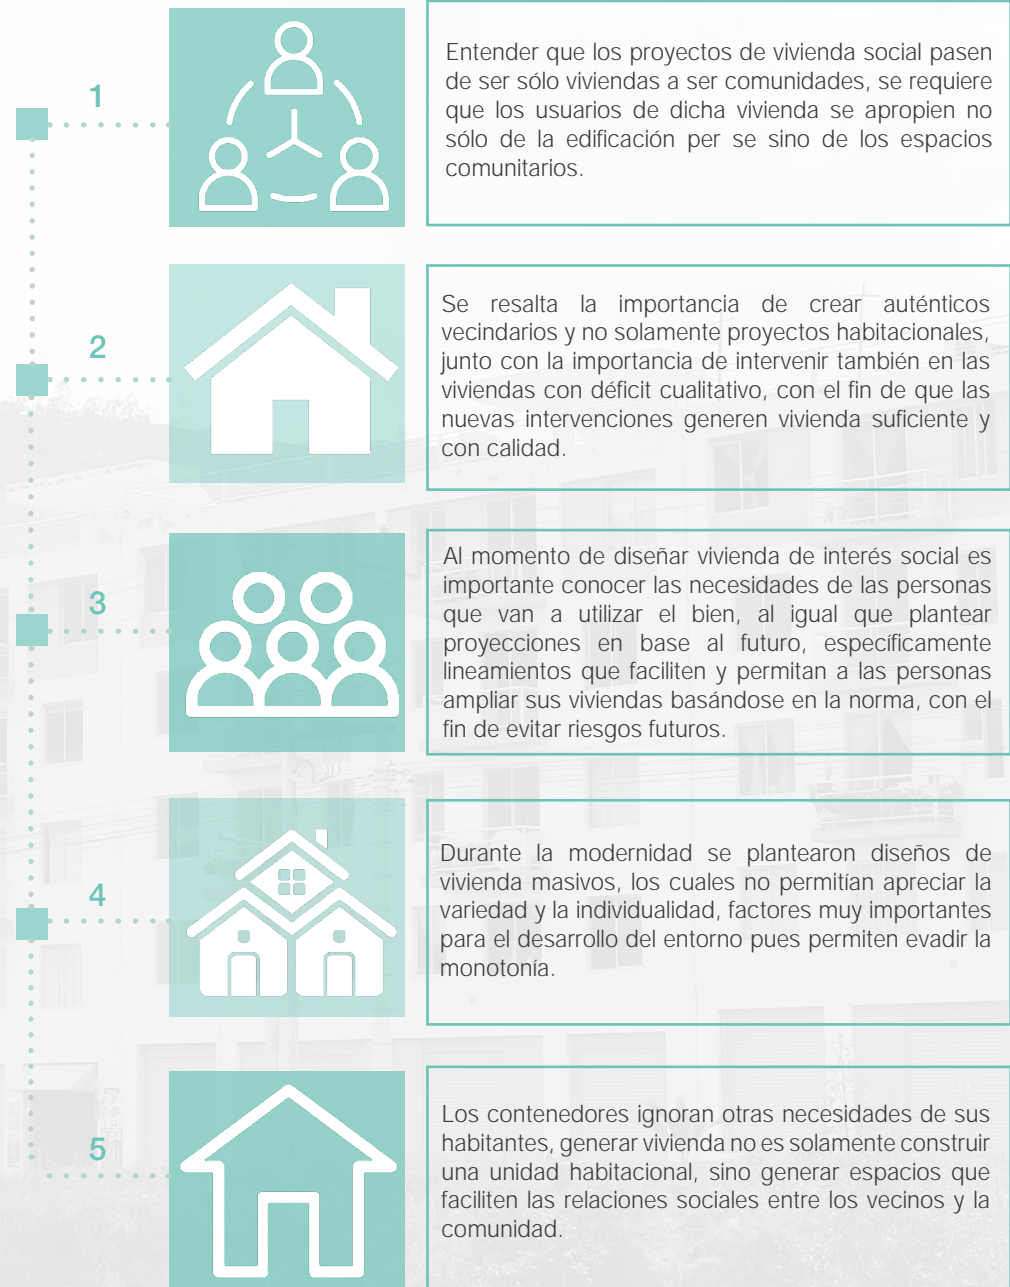 1
Entender que los proyectos de vivienda social pasen
de ser sólo viviendas a ser comunidades, se requiere
que los usuarios de dicha vivienda se apropien no
sólo de la edificación per se sino de los espacios
comunitarios.
2
Se resalta la importancia de crear auténticos
vecindarios y no solamente proyectos habitacionales,
junto con la importancia de intervenir también en las
viviendas con déficit cualitativo, con el fin de que las
nuevas intervenciones generen vivienda suficiente y
con calidad.
3
Al momento de diseñar vivienda de interés social es
importante conocer las necesidades de las personas
que van a utilizar el bien, al igual que plantear
proyecciones en base al futuro, específicamente
lineamientos que faciliten y permitan a las personas
ampliar sus viviendas basándose en la norma, con el
fin de evitar riesgos futuros.
4
Durante la modernidad se plantearon diseños de
vivienda masivos, los cuales no permitían apreciar la
variedad y la individualidad, factores muy importantes
para el desarrollo del entorno pues permiten evadir la
monotonía.
5
Los contenedores ignoran otras necesidades de sus
habitantes, generar vivienda no es solamente construir
una unidad habitacional, sino generar espacios que
faciliten las relaciones sociales entre los vecinos y la
comunidad.